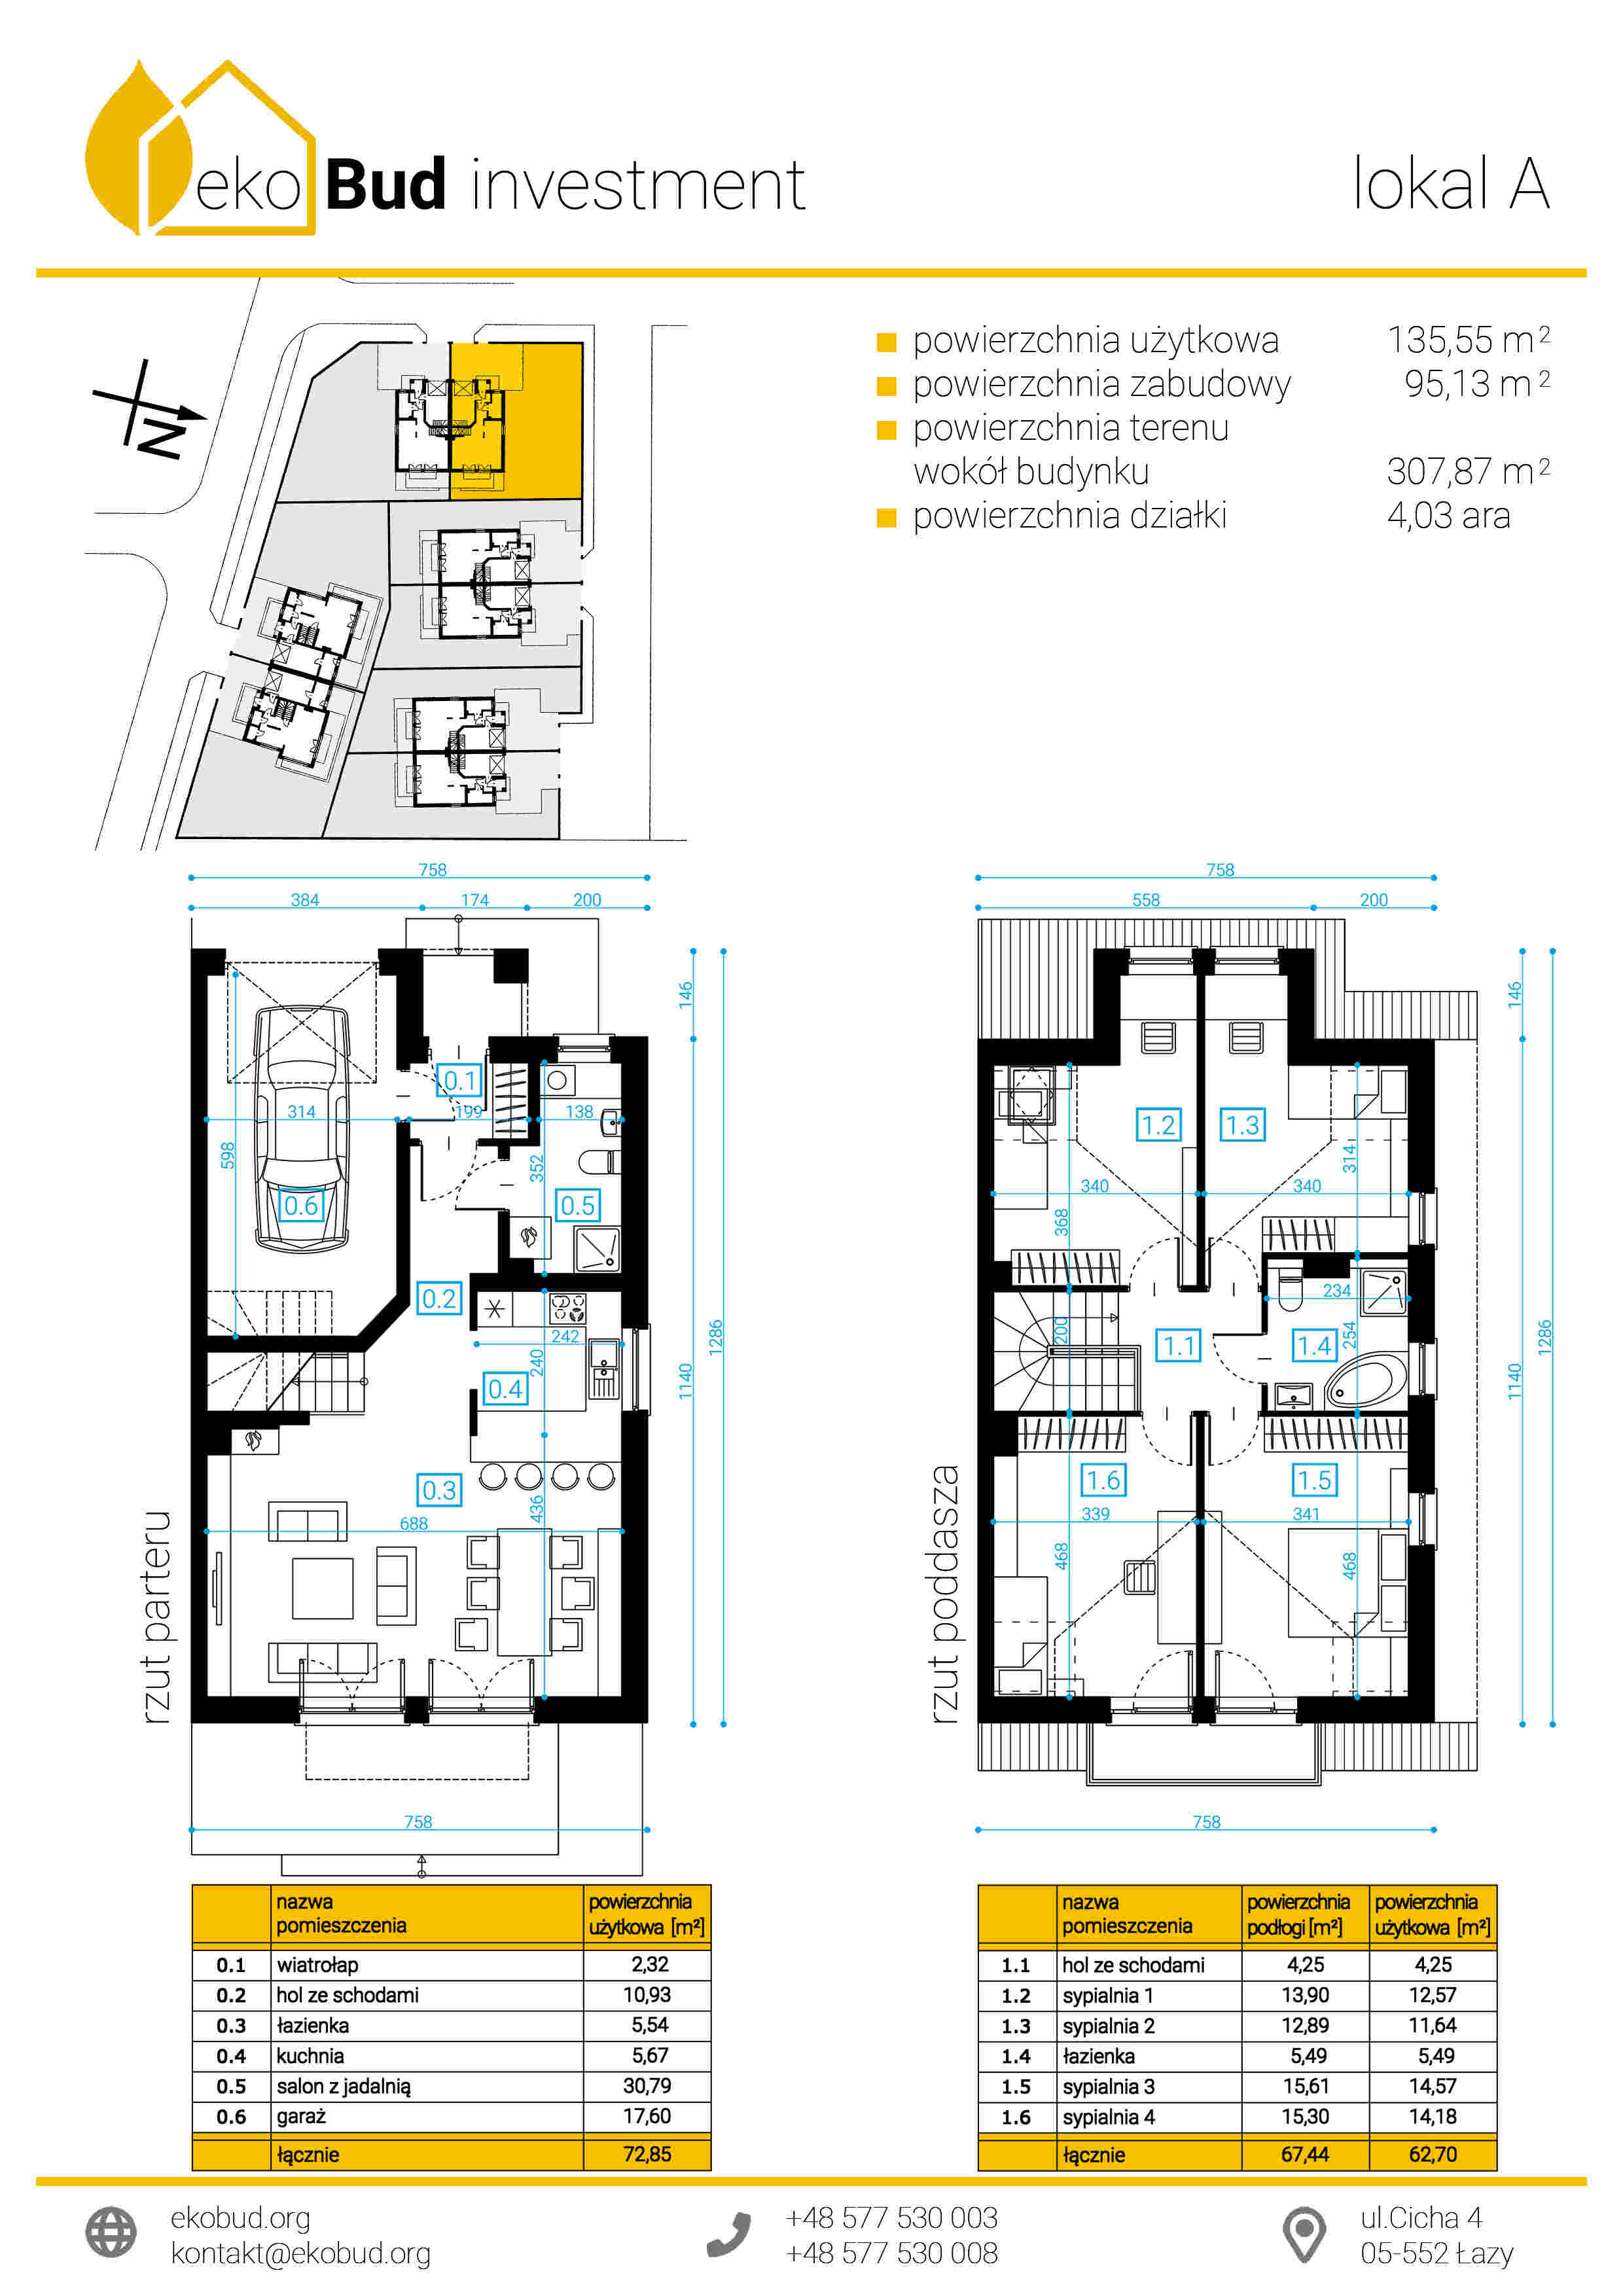 eko Bud investment
lokal A
powierzchnia użytkowa 135,55 m²
powierzchnia zabudowy 95,13 m²
powierzchnia terenu
wokół budynku 307,87 m²
powierzchnia działki 4,03 ara
N
758
384 174 200
146
0.1
314 199 138
598
352
0.6
0.5
0.2
242
240
0.4
1286
1140
0.3
436
688
rzut parteru
758
758
558 200
146
1.2 1.3
314
340 340
368
234
200
1.1
1.4
254
1286
1140
1.6
1.5
339 341
468
468
rzut poddasza
758
nazwa pomieszczenia powierzchnia użytkowa [m²]
0.1 wiatrołap 2,32
0.2 hol ze schodami 10,93
0.3 łazienka 5,54
0.4 kuchnia 5,67
0.5 salon z jadalnią 30,79
0.6 garaż 17,60
łącznie 72,85
nazwa pomieszczenia powierzchnia podłogi [m²] powierzchnia użytkowa [m²]
1.1 hol ze schodami 4,25 4,25
1.2 sypialnia 1 13,90 12,57
1.3 sypialnia 2 12,89 11,64
1.4 łazienka 5,49 5,49
1.5 sypialnia 3 15,61 14,57
1.6 sypialnia 4 15,30 14,18
łącznie 67,44 62,70
ekobud.org
kontakt@ekobud.org
+48 577 530 003
+48 577 530 008
ul.Cicha 4
05-552 Łazy